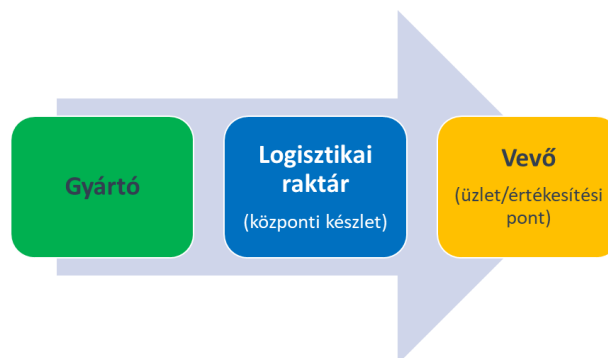 Gyártó
Logisztikai
raktár
(központi készlet)
Vevő
(üzlet/értékesítési
pont)